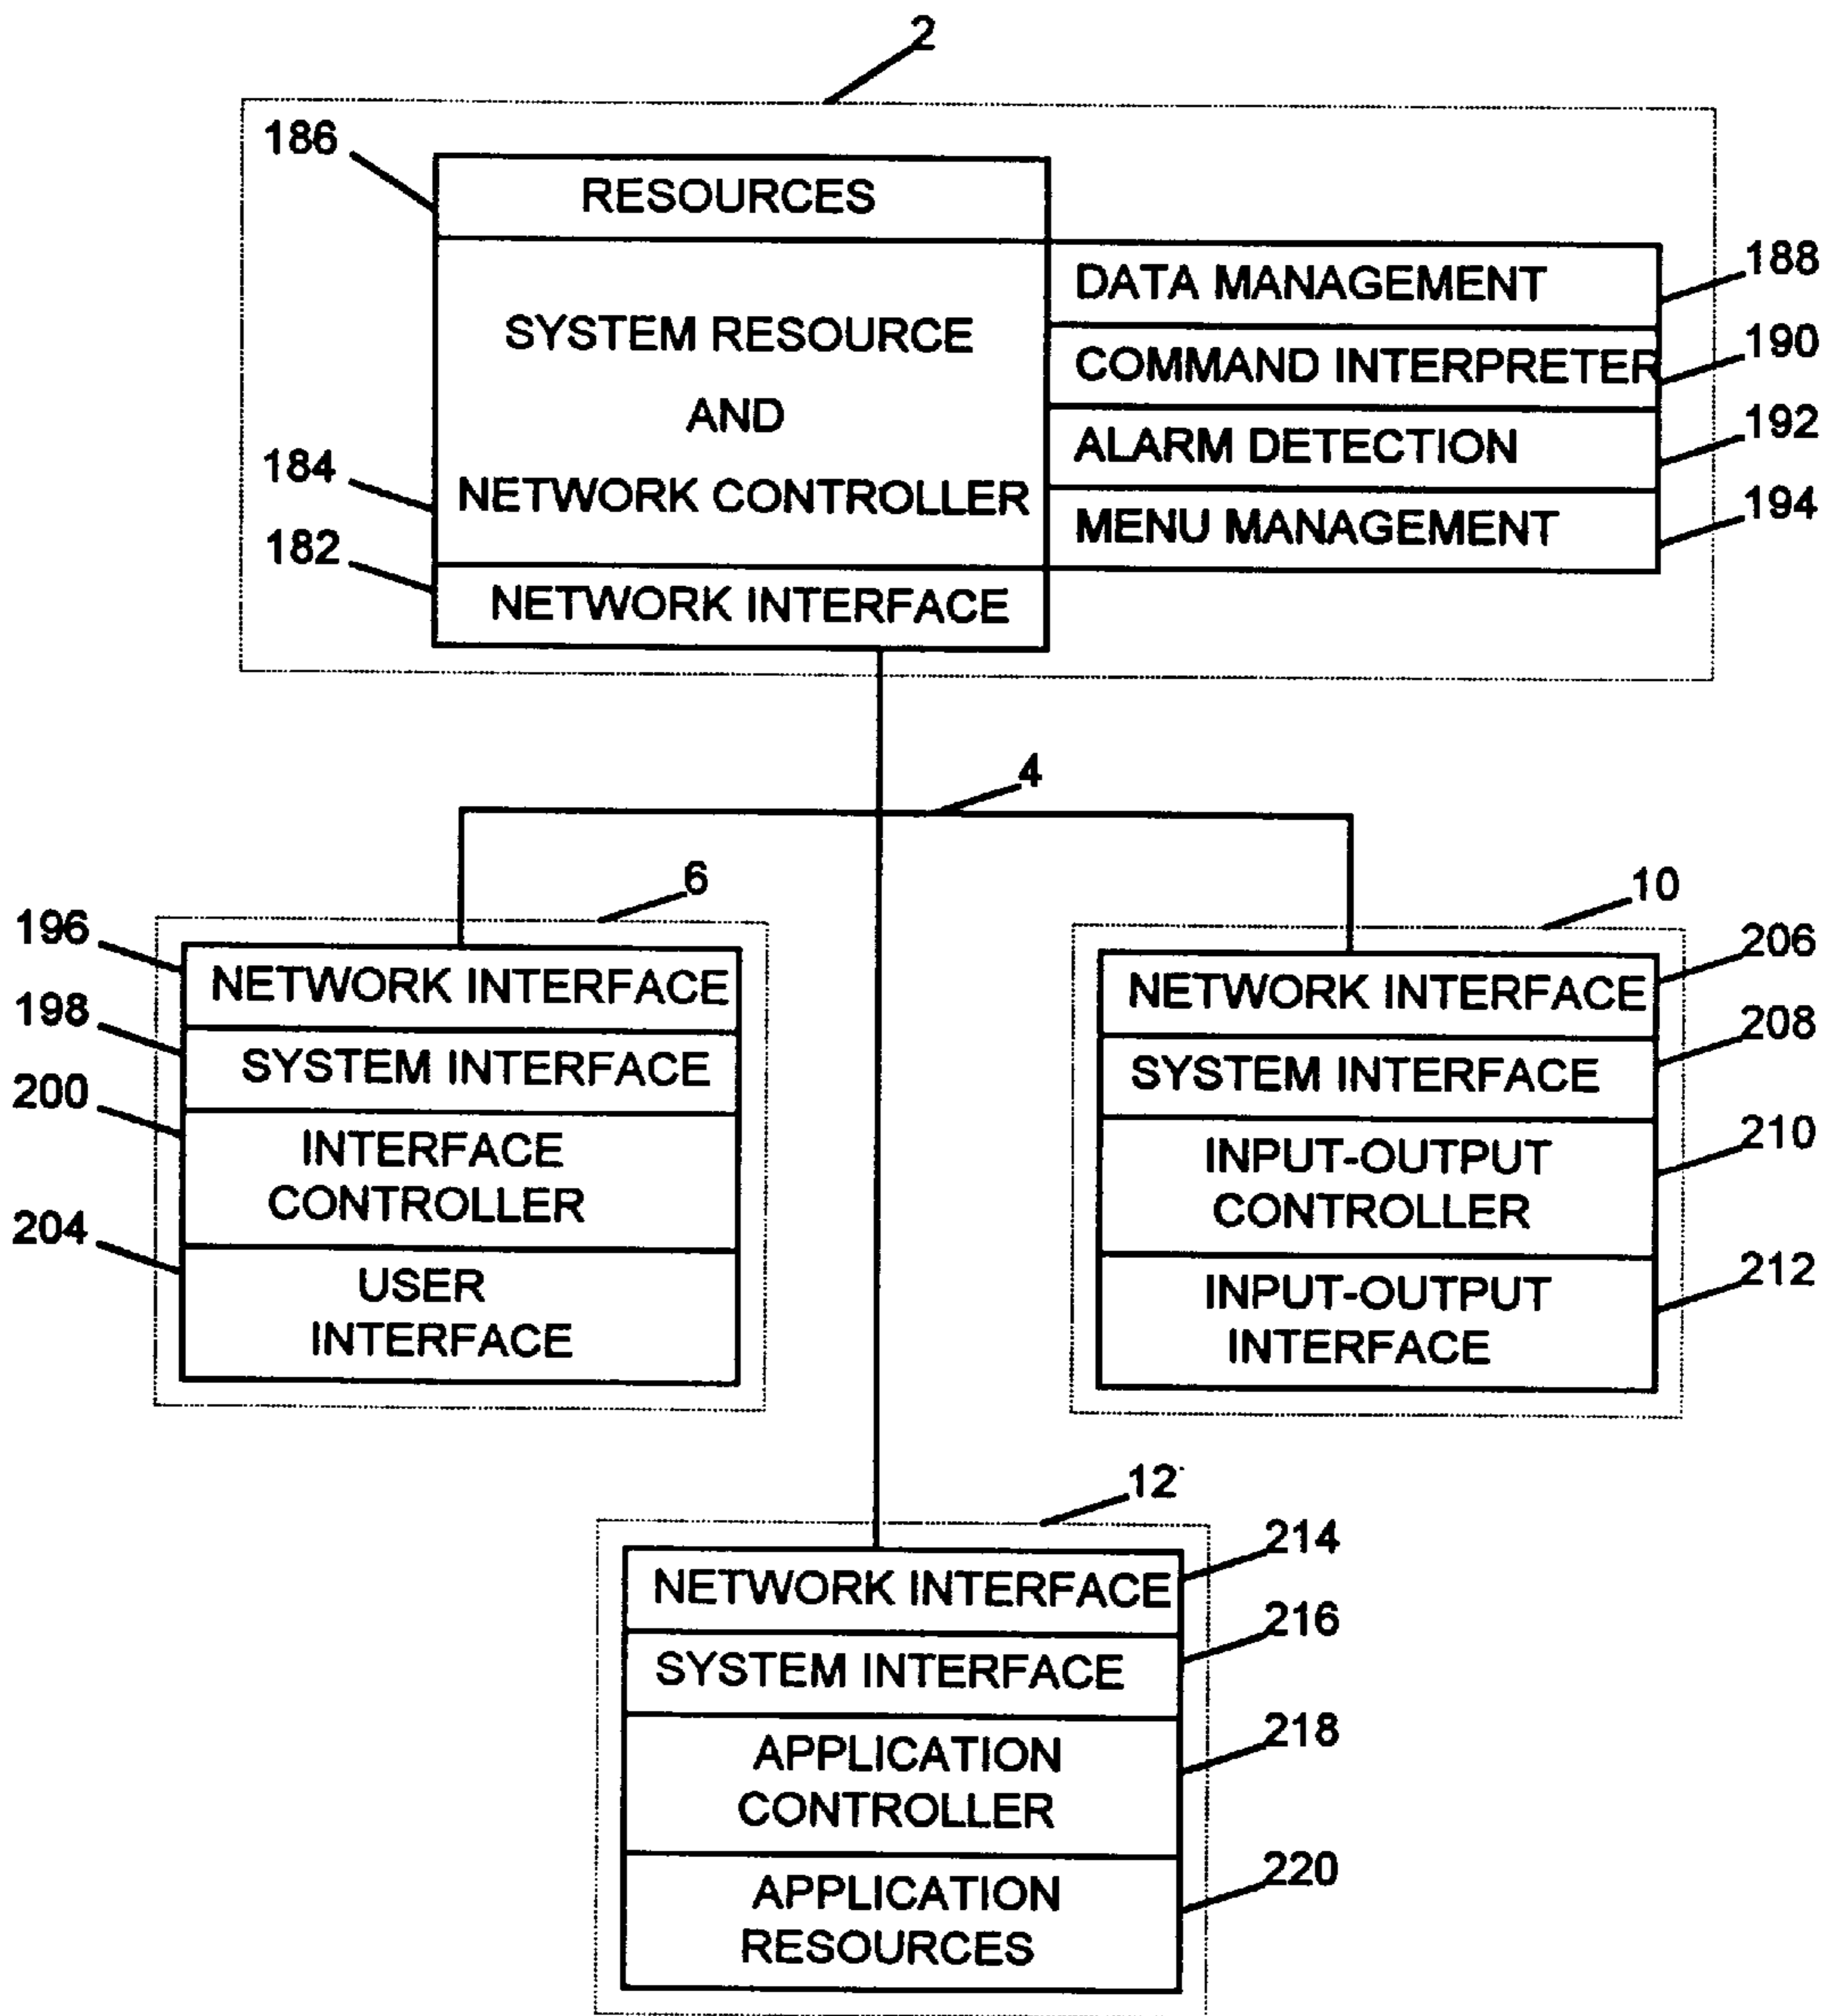 2
186
RESOURCES
DATA MANAGEMENT
188
SYSTEM RESOURCE
AND
NETWORK CONTROLLER
COMMAND INTERPRETER
190
ALARM DETECTION
192
184
MENU MANAGEMENT
194
182
NETWORK INTERFACE
4
6
196
NETWORK INTERFACE
198
SYSTEM INTERFACE
200
INTERFACE
CONTROLLER
204
USER
INTERFACE
10
NETWORK INTERFACE
206
SYSTEM INTERFACE
208
INPUT-OUTPUT
CONTROLLER
210
INPUT-OUTPUT
INTERFACE
212
12
NETWORK INTERFACE
214
SYSTEM INTERFACE
216
APPLICATION
CONTROLLER
218
APPLICATION
RESOURCES
220